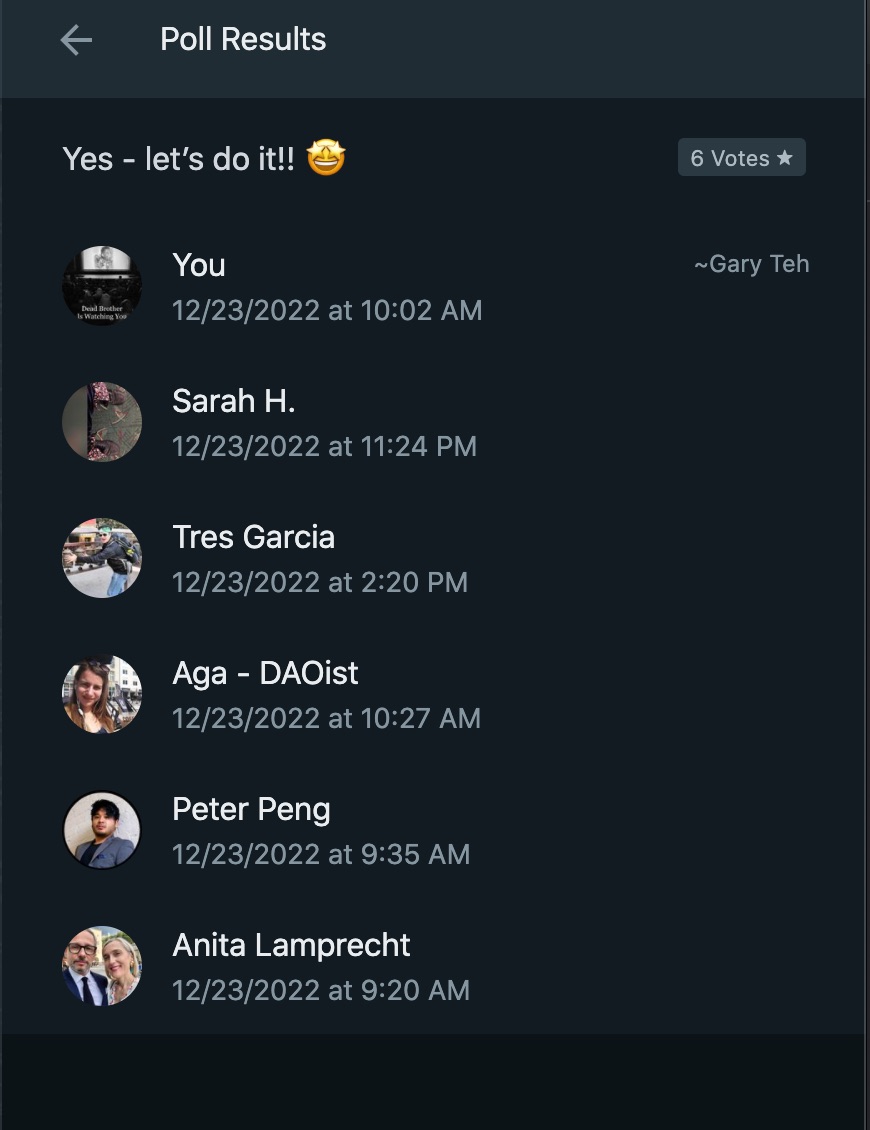 Poll Results
Yes - let's do it!! 🤩
6 Votes ★
You
~Gary Teh
12/23/2022 at 10:02 AM
Dead Brother
Is Watching You
Sarah H.
12/23/2022 at 11:24 PM
Tres Garcia
12/23/2022 at 2:20 PM
Aga - DAOist
12/23/2022 at 10:27 AM
Peter Peng
12/23/2022 at 9:35 AM
Anita Lamprecht
12/23/2022 at 9:20 AM